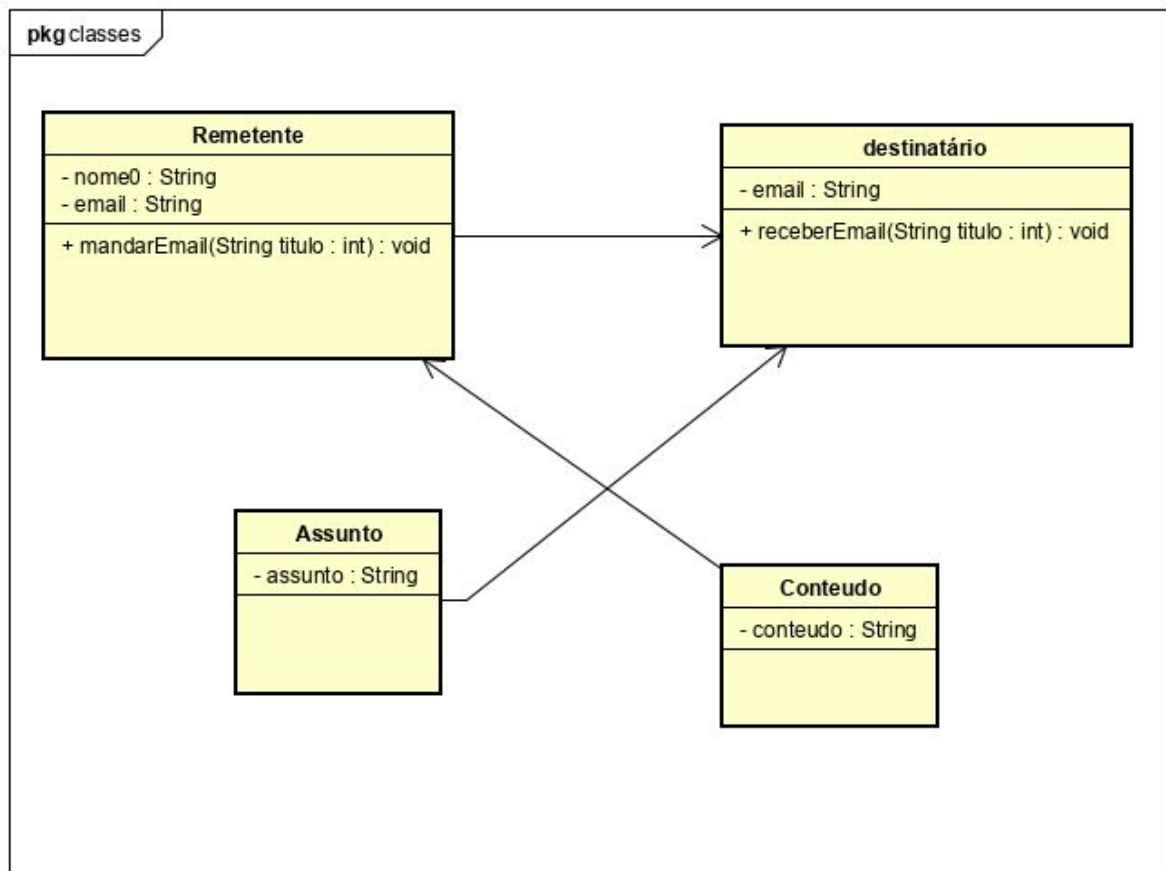 pkg classes
Remetente
- nome0 : String
- email : String
+ mandarEmail(String titulo : int) : void
destinatário
- email : String
+ receberEmail(String titulo : int) : void
Assunto
- assunto : String
Conteudo
- conteudo : String